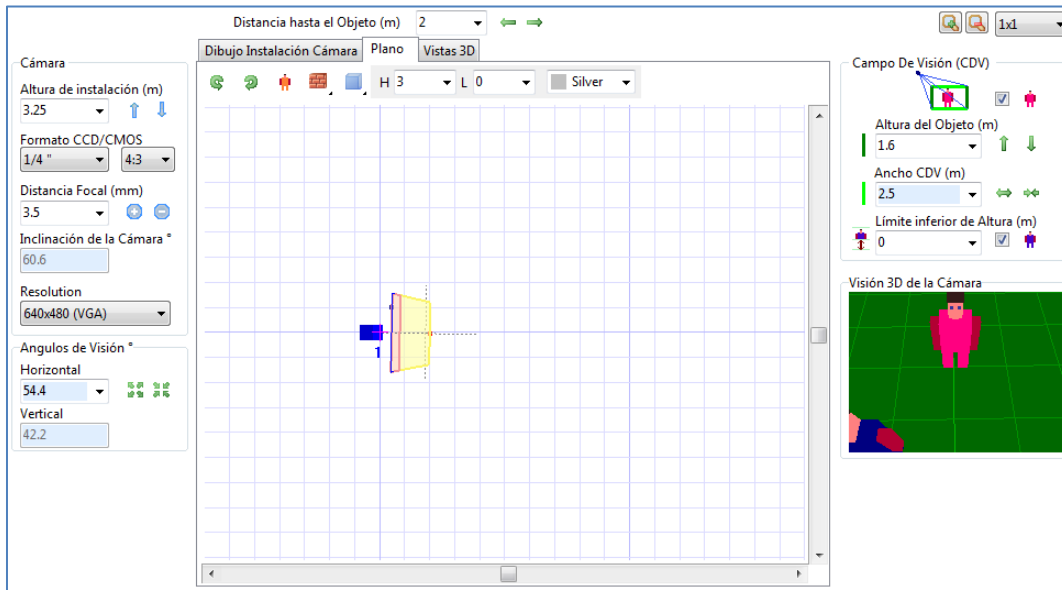 Distancia hasta el Objeto (m) 2
1x1
Dibujo Instalación Cámara Plano Vistas 3D
H 3 L 0 Silver
Cámara
Altura de instalación (m)
3.25
Formato CCD/CMOS
1/4 " 4:3
Distancia Focal (mm)
3.5
Inclinación de la Cámara °
60.6
Resolution
640x480 (VGA)
Angulos de Visión °
Horizontal
54.4
Vertical
42.2
1
Campo De Visión (CDV)
Altura del Objeto (m)
1.6
Ancho CDV (m)
2.5
Límite inferior de Altura (m)
0
Visión 3D de la Cámara